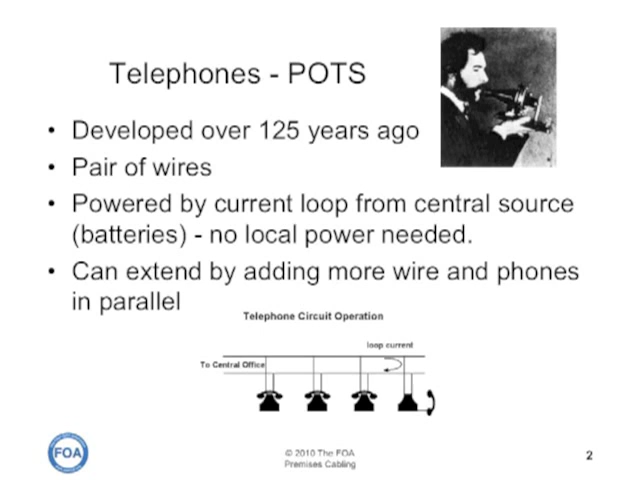 Telephones - POTS
• Developed over 125 years ago
• Pair of wires
• Powered by current loop from central source
(batteries) - no local power needed.
• Can extend by adding more wire and phones
in parallel
Telephone Circuit Operation
loop current
To Central Office
FOA
© 2010 The FOA
Premises Cabling
2